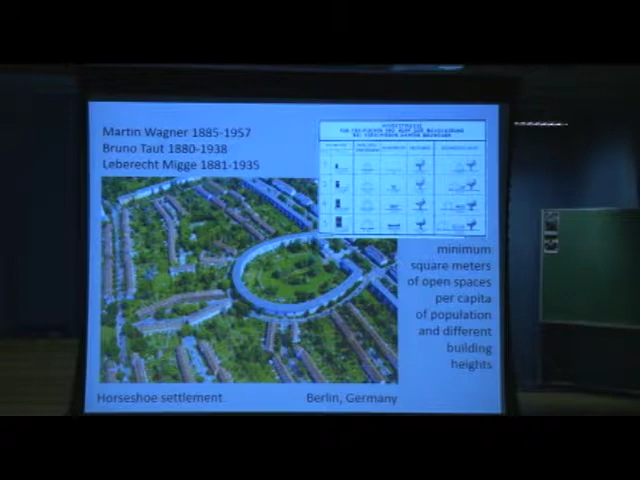 Martin Wagner 1885-1957
Bruno Taut 1880-1938
Leberecht Migge 1881-1935
minimum
square meters
of open spaces
per capita
of population
and different
building
heights
Horseshoe settlement
Berlin, Germany